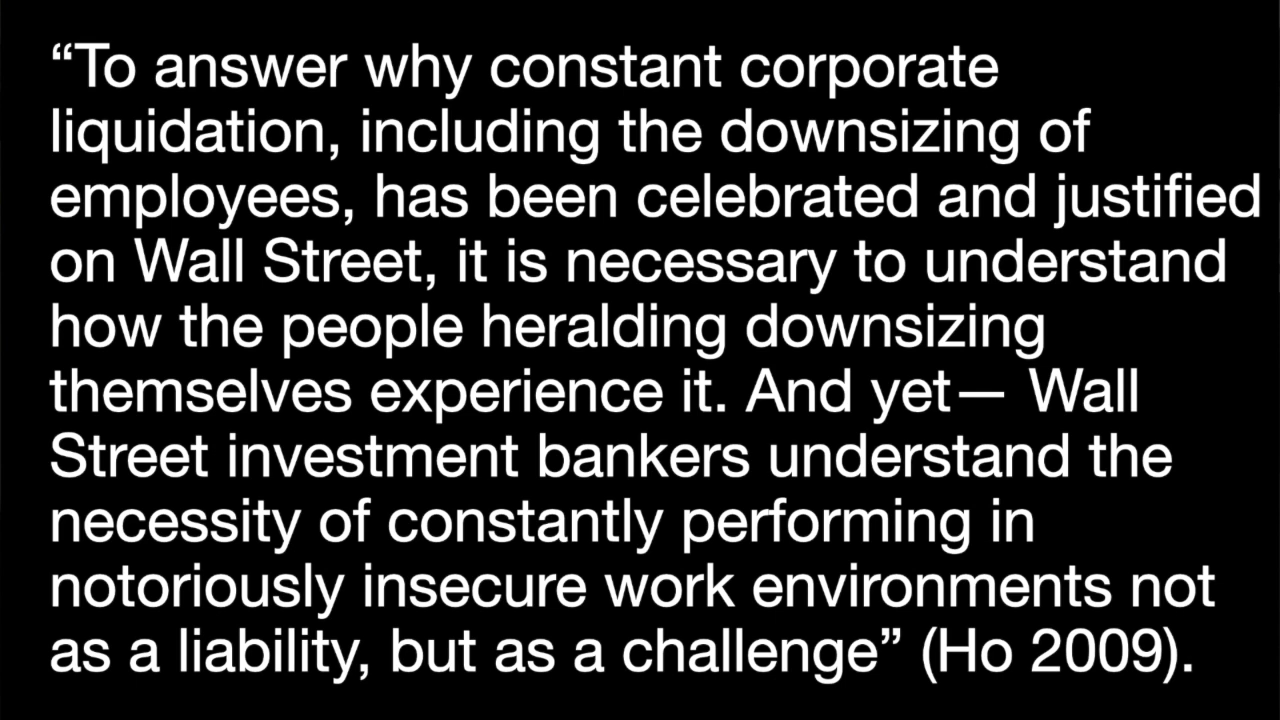 “To answer why constant corporate
liquidation, including the downsizing of
employees, has been celebrated and justified
on Wall Street, it is necessary to understand
how the people heralding downsizing
themselves experience it. And yet— Wall
Street investment bankers understand the
necessity of constantly performing in
notoriously insecure work environments not
as a liability, but as a challenge” (Ho 2009).